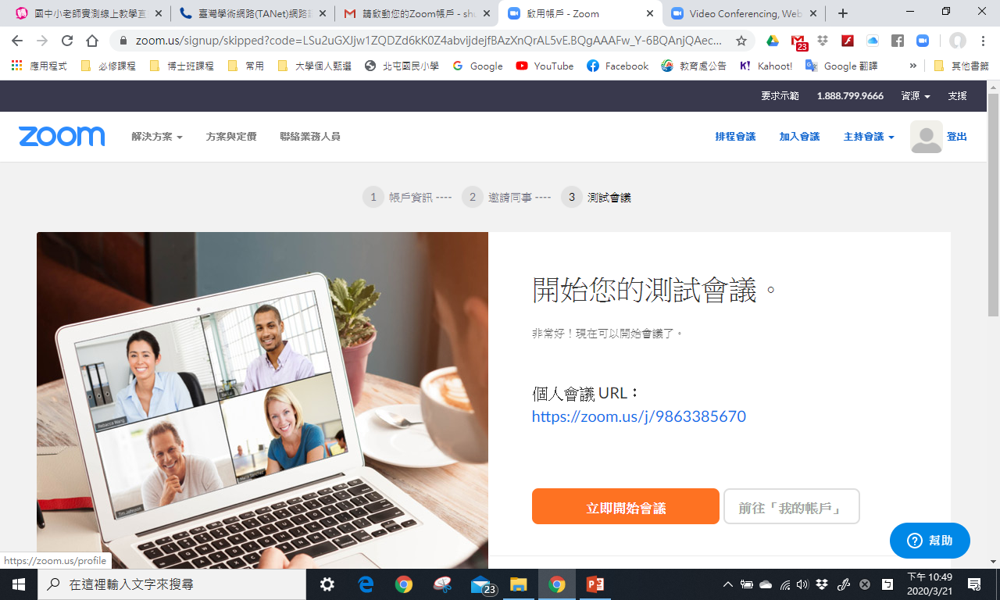 國中小老師實測線上教學直
臺灣學術網路(TANet)網路
請啟動您的Zoom帳戶 - shu
啟用帳戶 - Zoom
Video Conferencing, Web
zoom.us/signup/skipped?code=LSu2uGXJjw1ZQDZd6kK0Z4abvijdejfBAzXnQrAL5vE.BQgAAAFw_Y-6BQAnjQAec...
23
應用程式
必修課程
博士班課程
常用
大學個人甄選
北屯國民小學
Google
YouTube
Facebook
教育處公告
Kahoot!
Google 翻譯
»
其他書籤
要求示範
1.888.799.9666
資源
支援
zoom
解決方案
方案與定價
聯絡業務人員
排程會議
加入會議
主持會議
登出
1 帳戶資訊 ----
2 邀請同事 ----
3 測試會議
Rebecca Wang
開始您的測試會議。
非常好！現在可以開始會議了。
個人會議 URL：
https://zoom.us/j/9863385670
立即開始會議
前往「我的帳戶」
幫助
https://zoom.us/profile
在這裡輸入文字來搜尋
23
下午 10:49
2020/3/21